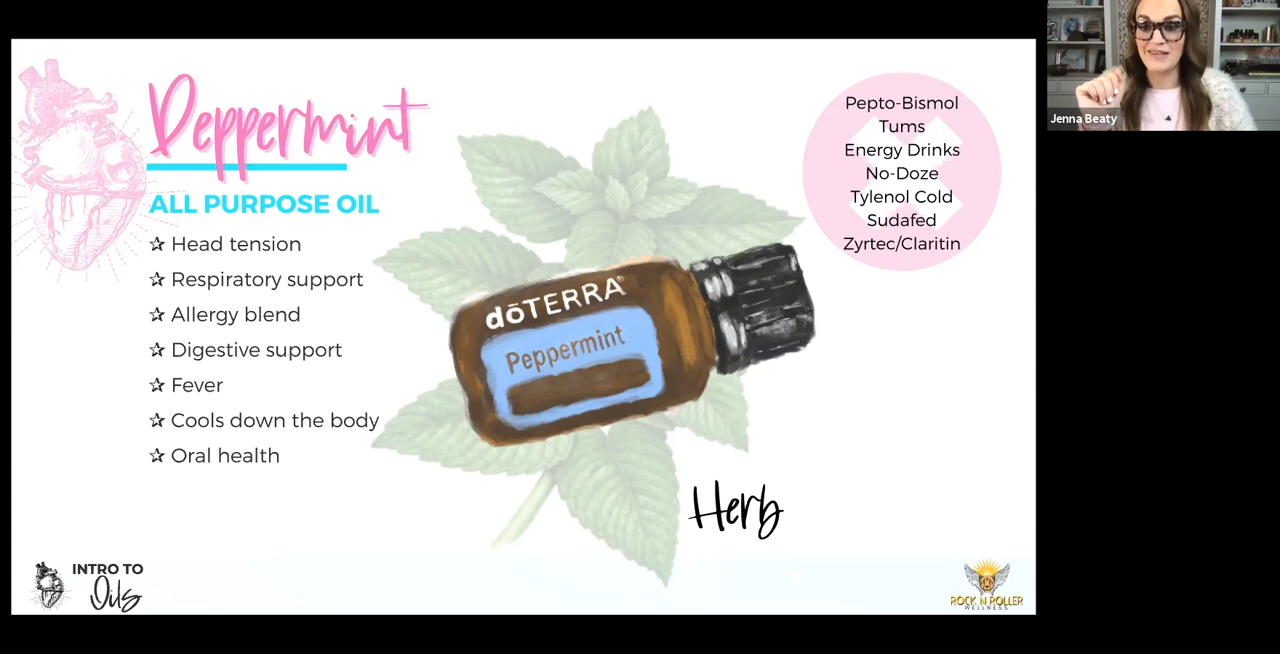 Peppermint
ALL PURPOSE OIL
☆ Head tension
☆ Respiratory support
☆ Allergy blend
☆ Digestive support
☆ Fever
☆ Cools down the body
☆ Oral health
dōTERRA®
Peppermint
Herb
Pepto-Bismol
Tums
Energy Drinks
No-Doze
Tylenol Cold
Sudafed
Zyrtec/Claritin
Jenna Beaty
INTRO TO
Oils
ROCK N ROLLER
WELLNESS